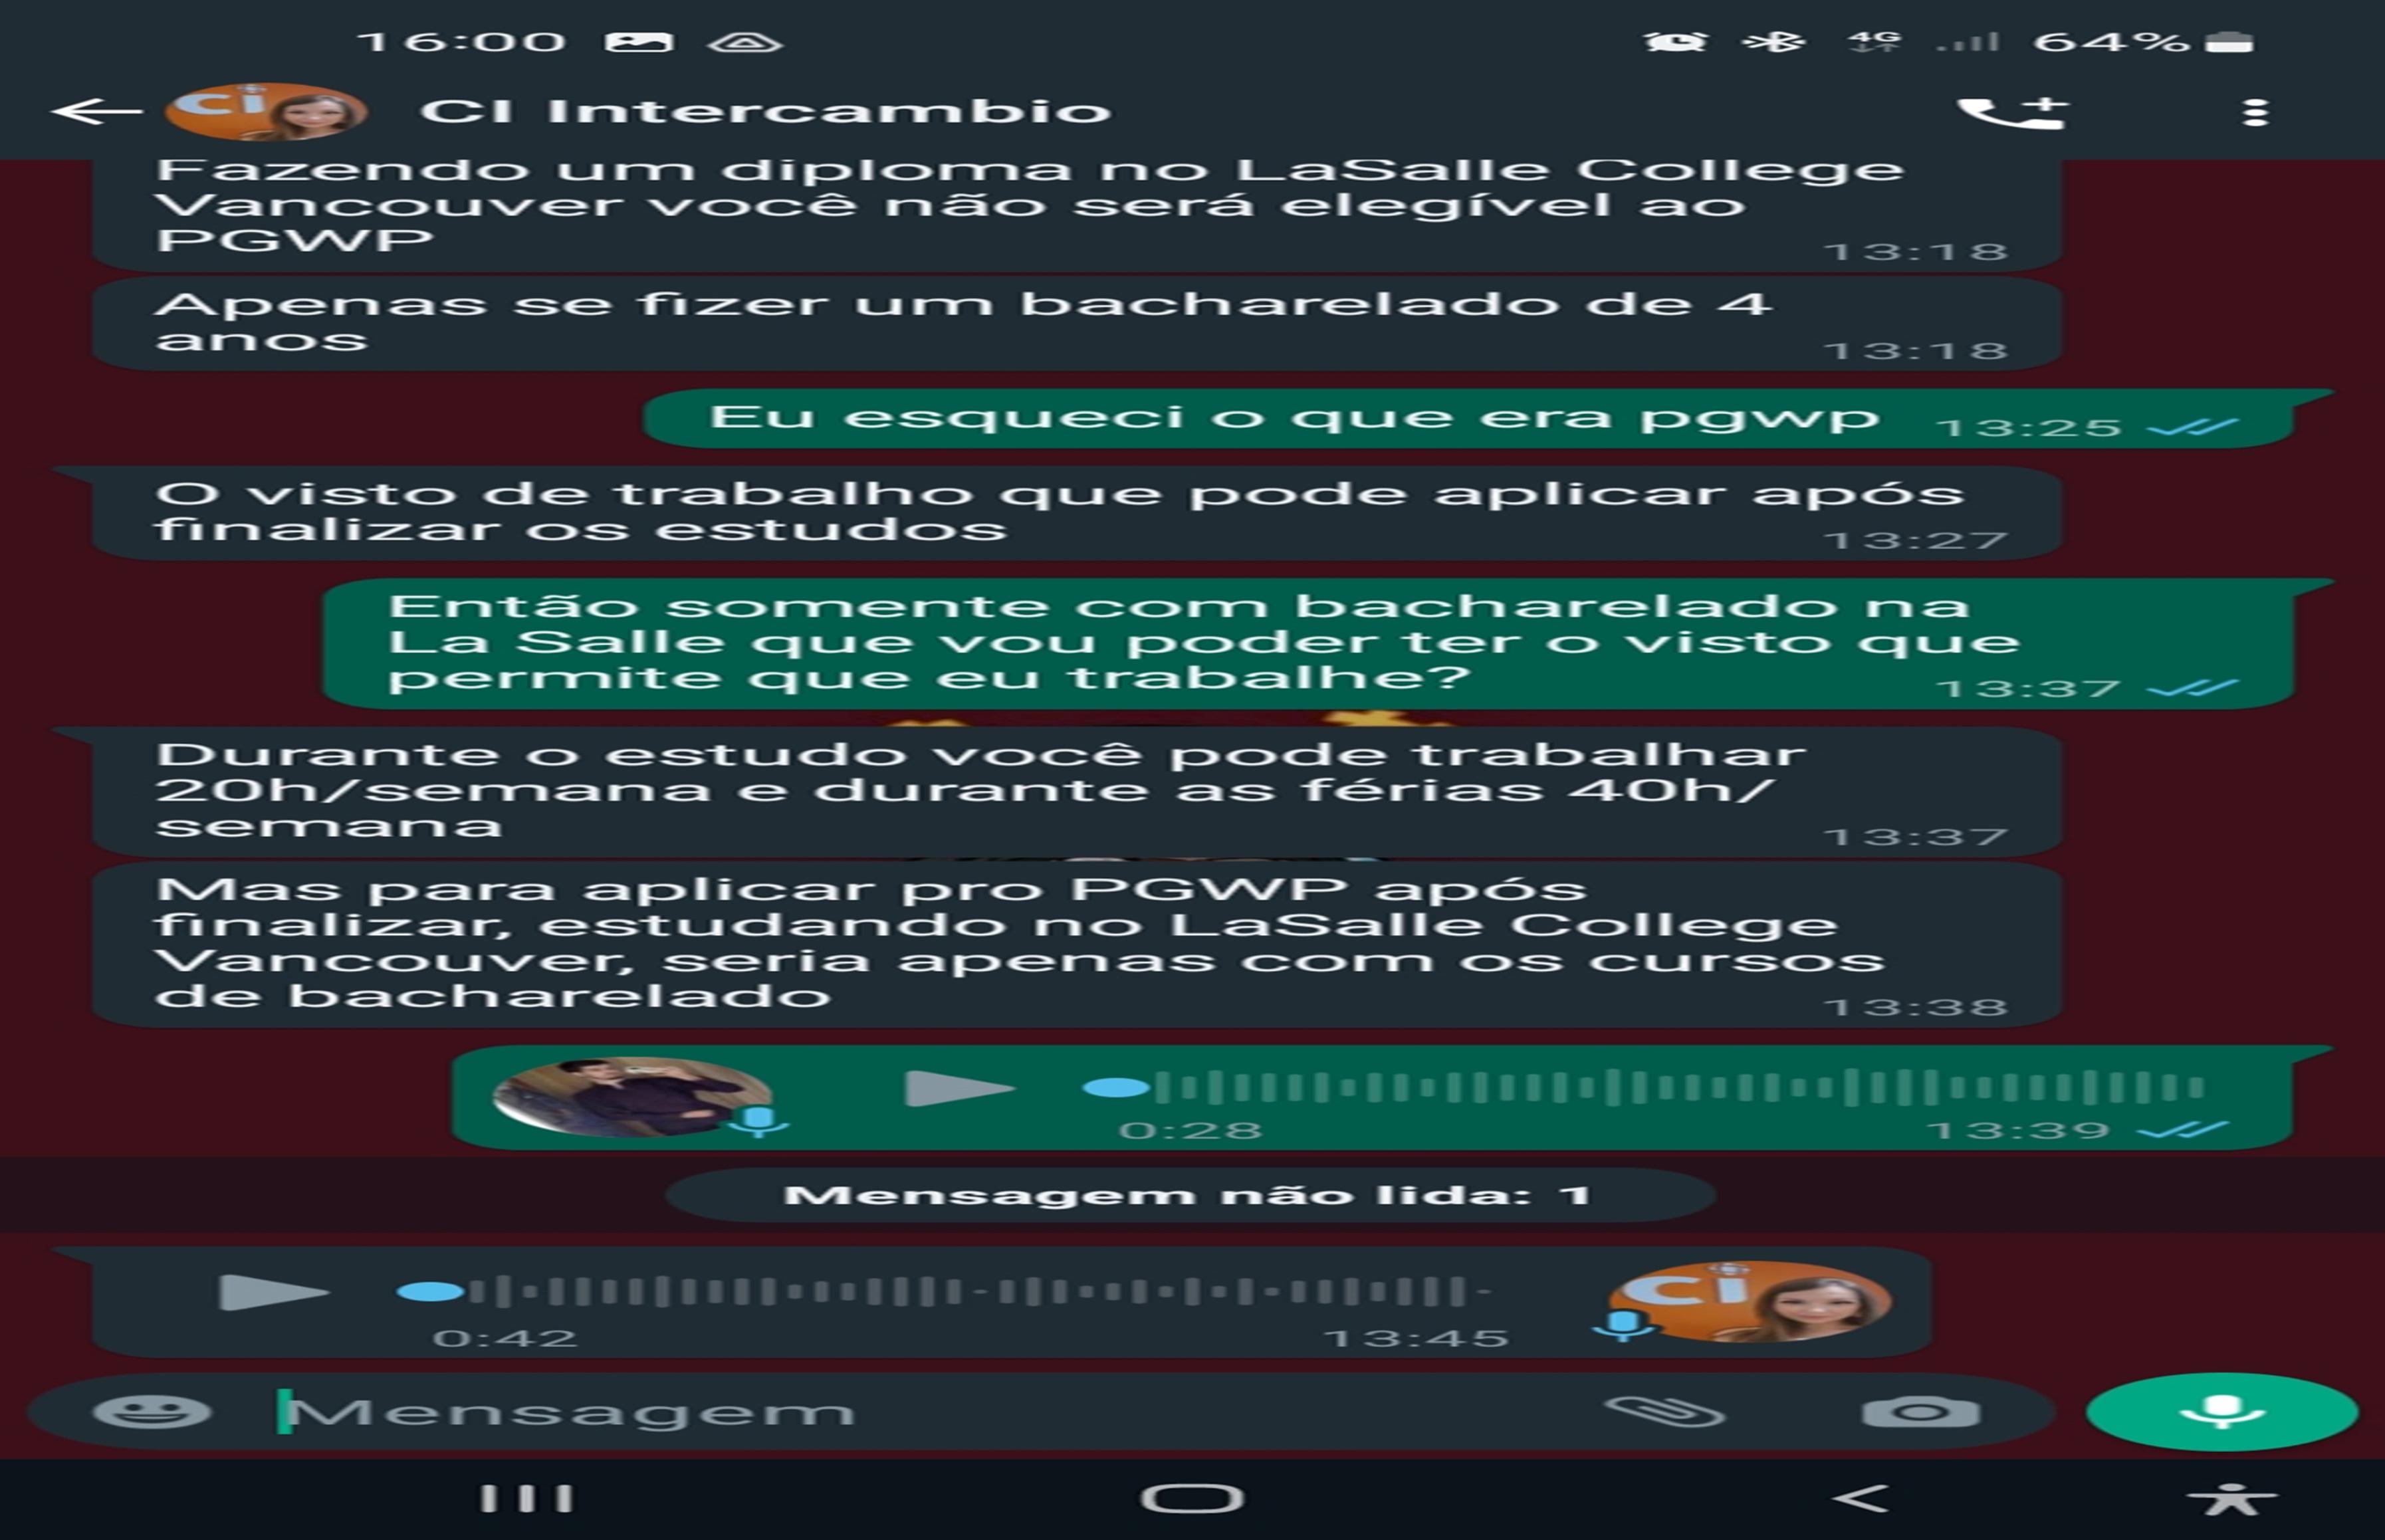 16:00
4G
64%
Ci
CI Intercambio
Fazendo um diploma no LaSalle College
Vancouver você não será elegível ao
PGWP
13:18
Apenas se fizer um bacharelado de 4
anos
13:18
Eu esqueci o que era pgwp
13:25
O visto de trabalho que pode aplicar após
finalizar os estudos
13:27
Então somente com bacharelado na
La Salle que vou poder ter o visto que
permite que eu trabalhe?
13:37
Durante o estudo você pode trabalhar
20h/semana e durante as férias 40h/
semana
13:37
Mas para aplicar pro PGWP após
finalizar, estudando no LaSalle College
Vancouver, seria apenas com os cursos
de bacharelado
13:38
0:28
13:39
Mensagem não lida: 1
0:42
13:45
Ci
Mensagem